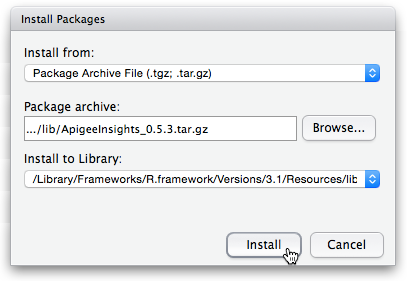 Install Packages
Install from:
Package Archive File (.tgz; .tar.gz)
Package archive:
.../lib/ApigeeInsights_0.5.3.tar.gz
Browse...
Install to Library:
/Library/Frameworks/R.framework/Versions/3.1/Resources/lib
Install
Cancel